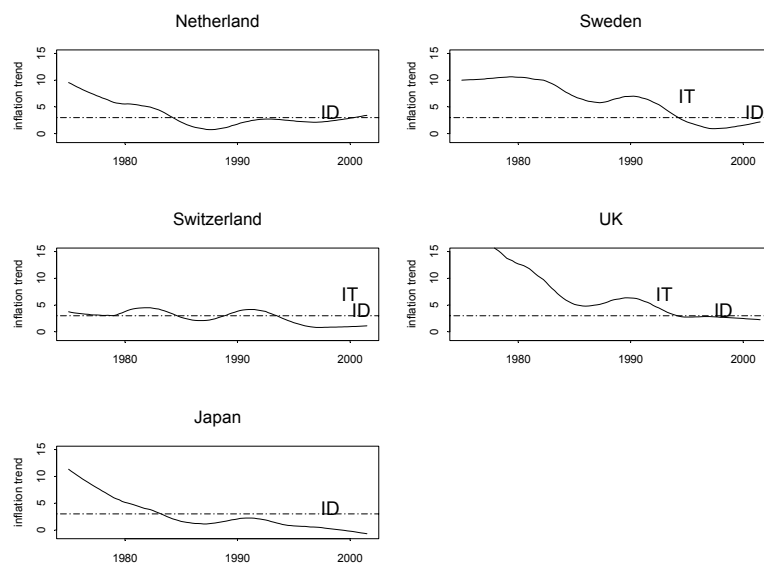 Netherland
inflation trend
15
10
5
0
ID
1980
1990
2000
Sweden
inflation trend
15
10
5
0
IT
ID
1980
1990
2000
Switzerland
inflation trend
15
10
5
0
IT
ID
1980
1990
2000
UK
inflation trend
15
10
5
0
IT
ID
1980
1990
2000
Japan
inflation trend
15
10
5
0
ID
1980
1990
2000